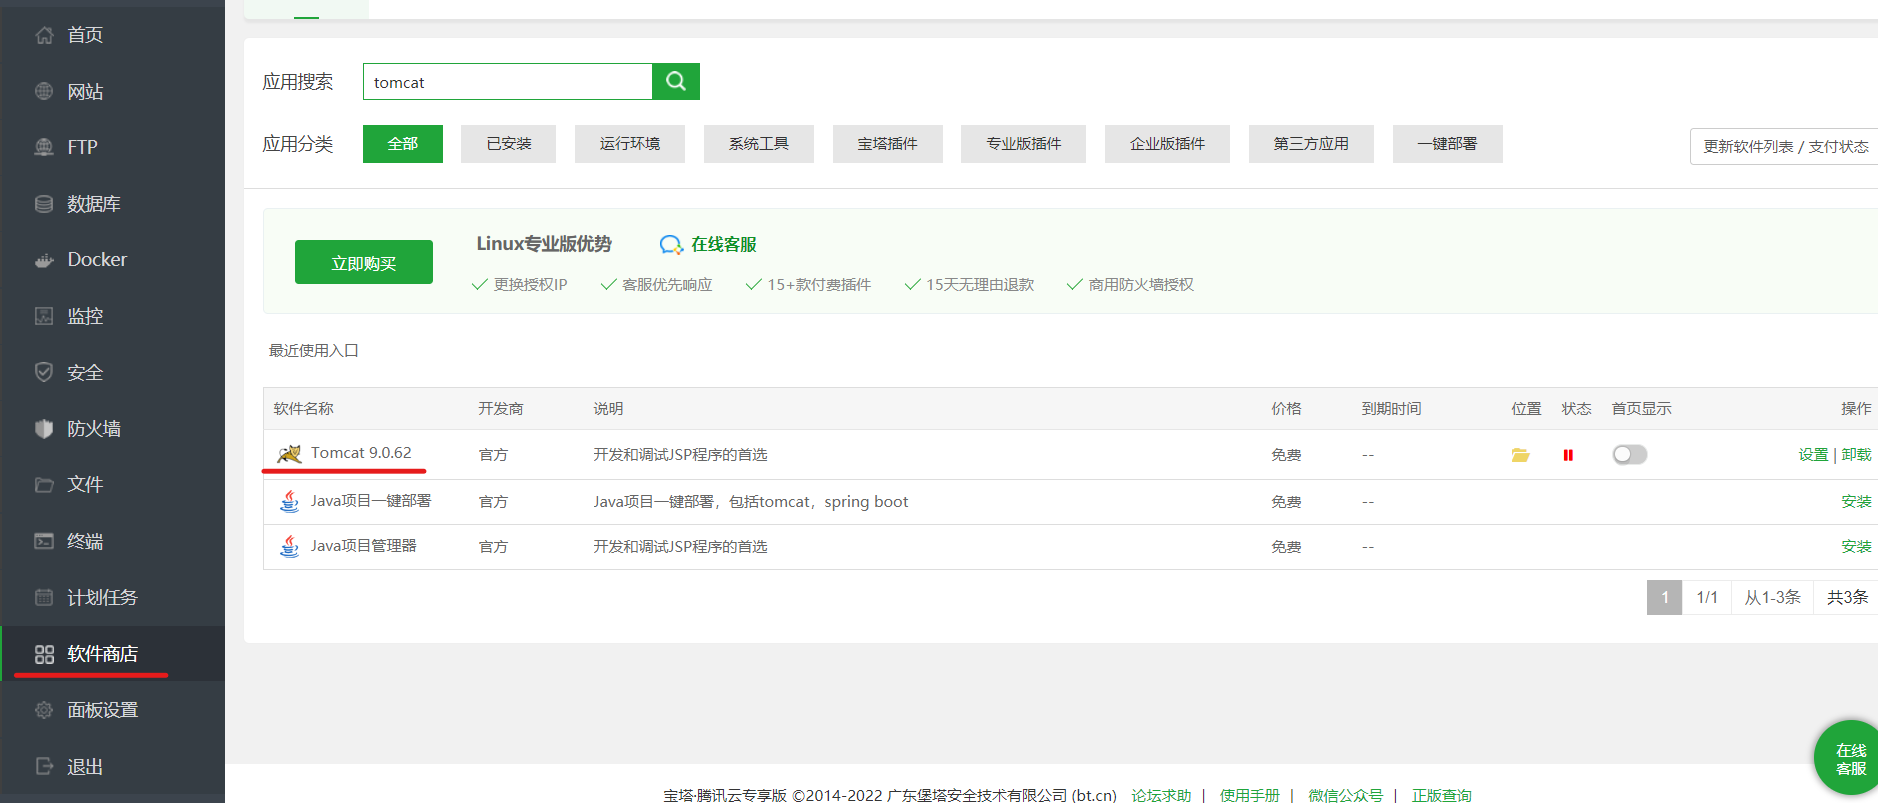 首页
网站
FTP
数据库
Docker
监控
安全
防火墙
文件
终端
计划任务
软件商店
面板设置
退出
应用搜索 tomcat
应用分类 全部 已安装 运行环境 系统工具 宝塔插件 专业版插件 企业版插件 第三方应用 一键部署 更新软件列表 / 支付状态
立即购买 Linux专业版优势 在线客服
更换授权IP 客服优先响应 15+款付费插件 15天无理由退款 商用防火墙授权
最近使用入口
软件名称 开发商 说明 价格 到期时间 位置 状态 首页显示 操作
Tomcat 9.0.62 官方 开发和调试JSP程序的首选 免费 -- 设置 | 卸载
Java项目一键部署 官方 Java项目一键部署，包括tomcat，spring boot 免费 -- 安装
Java项目管理器 官方 开发和调试JSP程序的首选 免费 -- 安装
1 1/1 从1-3条 共3条
在线
客服
宝塔·腾讯云专享版 ©2014-2022 广东堡塔安全技术有限公司 (bt.cn) 论坛求助 | 使用手册 | 微信公众号 | 正版查询